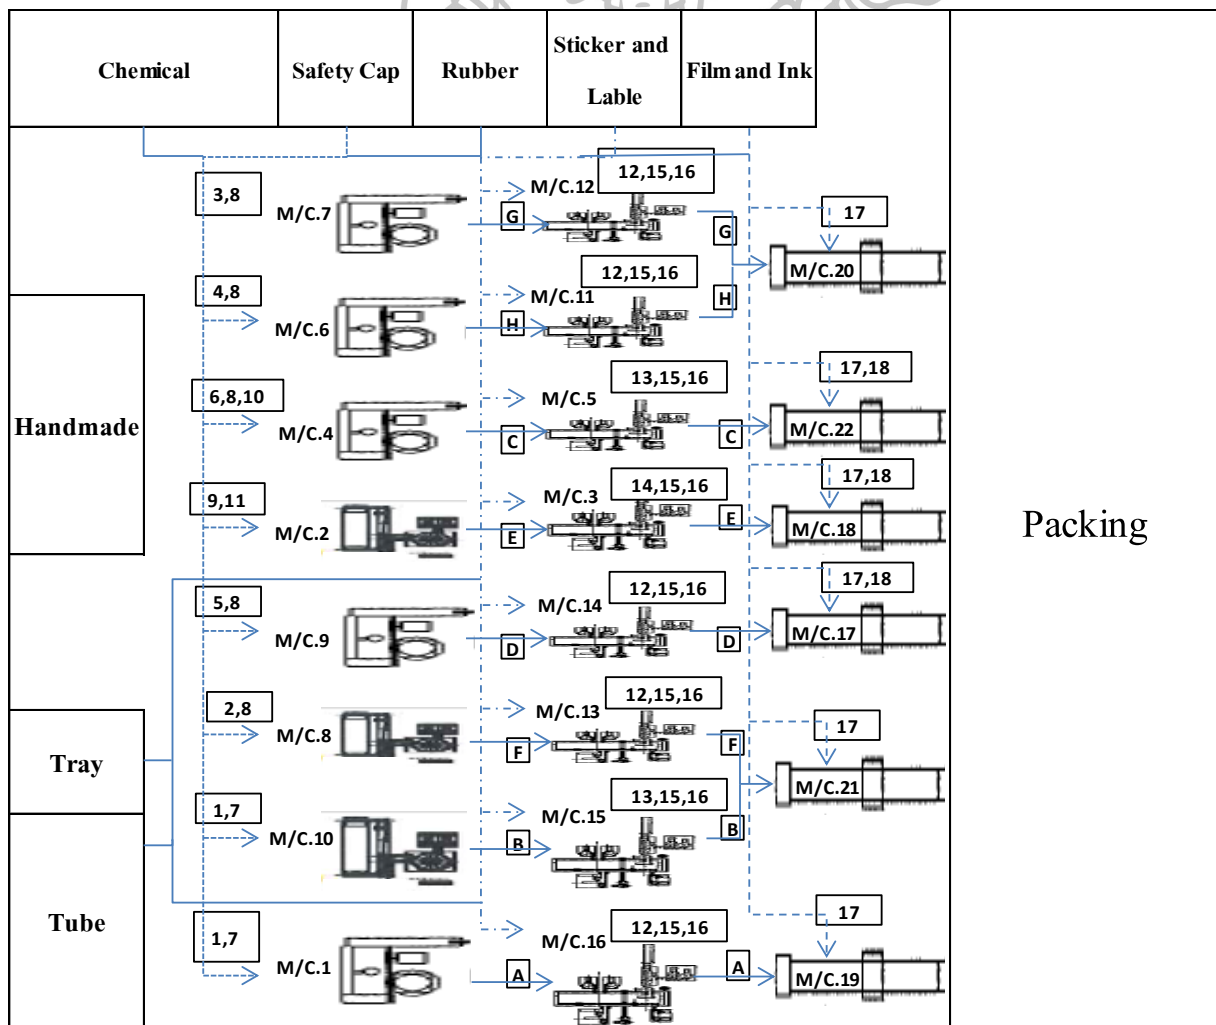 Chemical
Safety Cap
Rubber
Sticker and
Lable
Film and Ink
3,8
M/C.7
G
M/C.12
12,15,16
G
17
M/C.20
4,8
M/C.6
H
M/C.11
12,15,16
H
Handmade
6,8,10
M/C.4
C
M/C.5
13,15,16
C
17,18
M/C.22
9,11
M/C.2
E
M/C.3
14,15,16
E
17,18
M/C.18
Packing
5,8
M/C.9
D
M/C.14
12,15,16
D
17,18
M/C.17
Tray
2,8
M/C.8
F
M/C.13
12,15,16
F
17
M/C.21
1,7
M/C.10
B
M/C.15
13,15,16
B
Tube
1,7
M/C.1
A
M/C.16
12,15,16
A
17
M/C.19